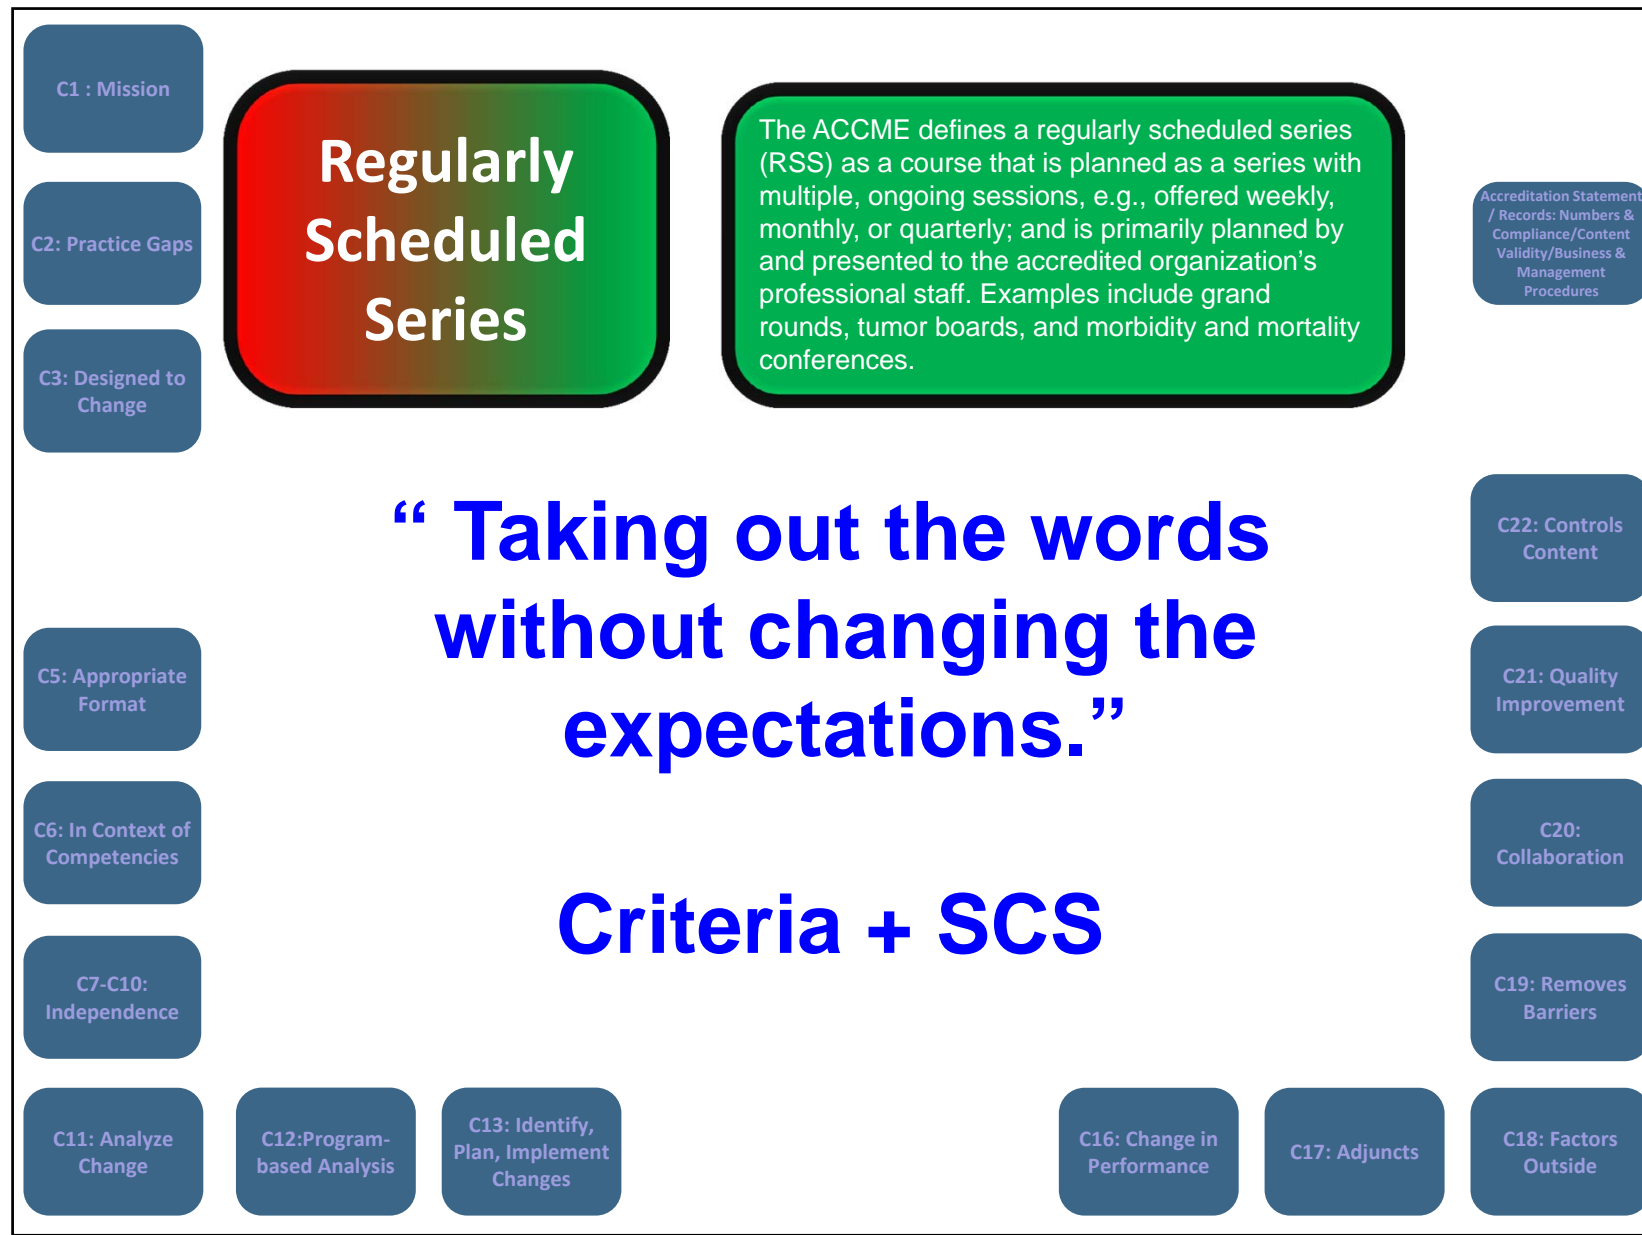 C1 : Mission
Regularly
Scheduled
Series
The ACCME defines a regularly scheduled series
(RSS) as a course that is planned as a series with
multiple, ongoing sessions, e.g., offered weekly,
monthly, or quarterly; and is primarily planned by
and presented to the accredited organization’s
professional staff. Examples include grand
rounds, tumor boards, and morbidity and mortality
conferences.
C2: Practice Gaps
Accreditation Statement
/ Records: Numbers &
Compliance/Content
Validity/Business &
Management
Procedures
C3: Designed to
Change
“ Taking out the words
without changing the
expectations.”
Criteria + SCS
C22: Controls
Content
C5: Appropriate
Format
C21: Quality
Improvement
C6: In Context of
Competencies
C20:
Collaboration
C7-C10:
Independence
C19: Removes
Barriers
C11: Analyze
Change
C12:Program-
based Analysis
C13: Identify,
Plan, Implement
Changes
C16: Change in
Performance
C17: Adjuncts
C18: Factors
Outside